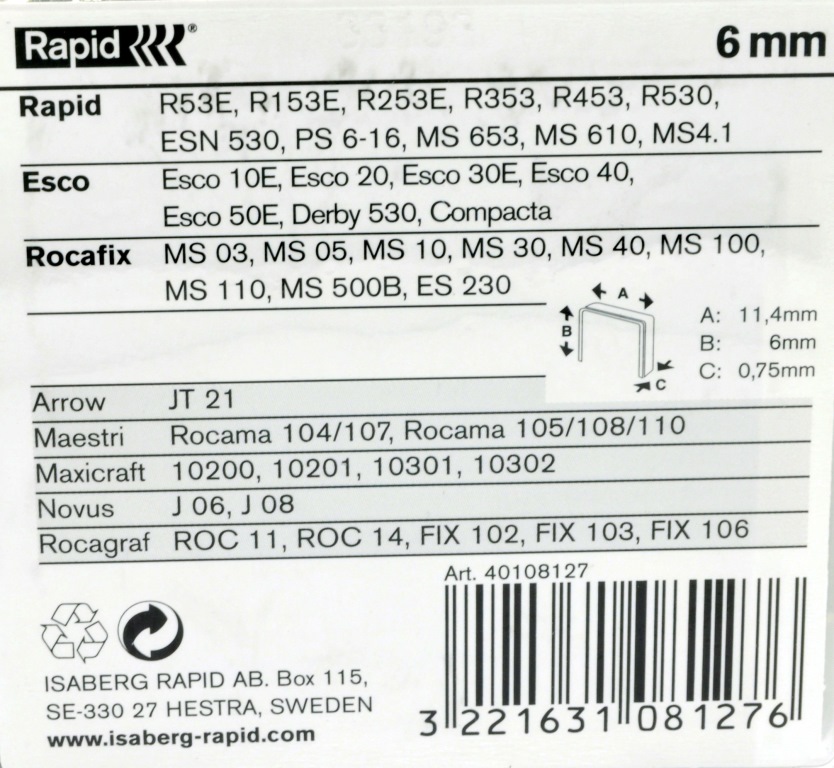 Rapid ®
6 mm
Rapid R53E, R153E, R253E, R353, R453, R530,
ESN 530, PS 6-16, MS 653, MS 610, MS4.1
Esco Esco 10E, Esco 20, Esco 30E, Esco 40,
Esco 50E, Derby 530, Compacta
Rocafix MS 03, MS 05, MS 10, MS 30, MS 40, MS 100,
MS 110, MS 500B, ES 230
A
B
C
A: 11,4mm
B: 6mm
C: 0,75mm
Arrow JT 21
Maestri Rocama 104/107, Rocama 105/108/110
Maxicraft 10200, 10201, 10301, 10302
Novus J 06, J 08
Rocagraf ROC 11, ROC 14, FIX 102, FIX 103, FIX 106
Art. 40108127
ISABERG RAPID AB. Box 115,
SE-330 27 HESTRA, SWEDEN
www.isaberg-rapid.com
3 221631 081276